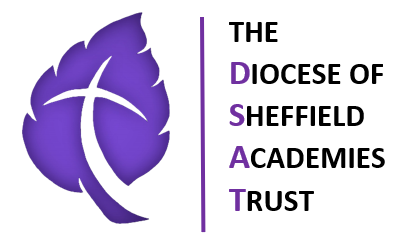 THE
DIOCESE OF
SHEFFIELD
ACADEMIES
TRUST